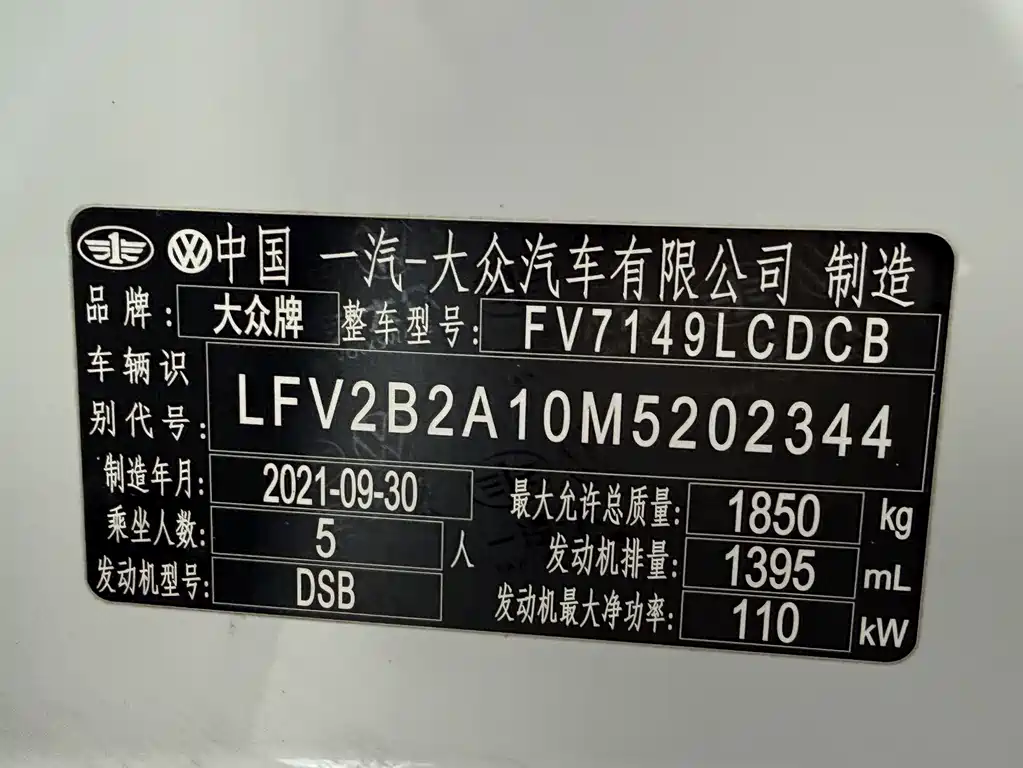 中国 一汽-大众汽车有限公司 制造
品牌: 大众牌 整车型号: FV7149LCDCB
车辆识别代号: LFV2B2A10M5202344
制造年月: 2021-09-30 最大允许总质量: 1850 kg
乘坐人数: 5 人 发动机排量: 1395 mL
发动机型号: DSB 发动机最大净功率: 110 kW